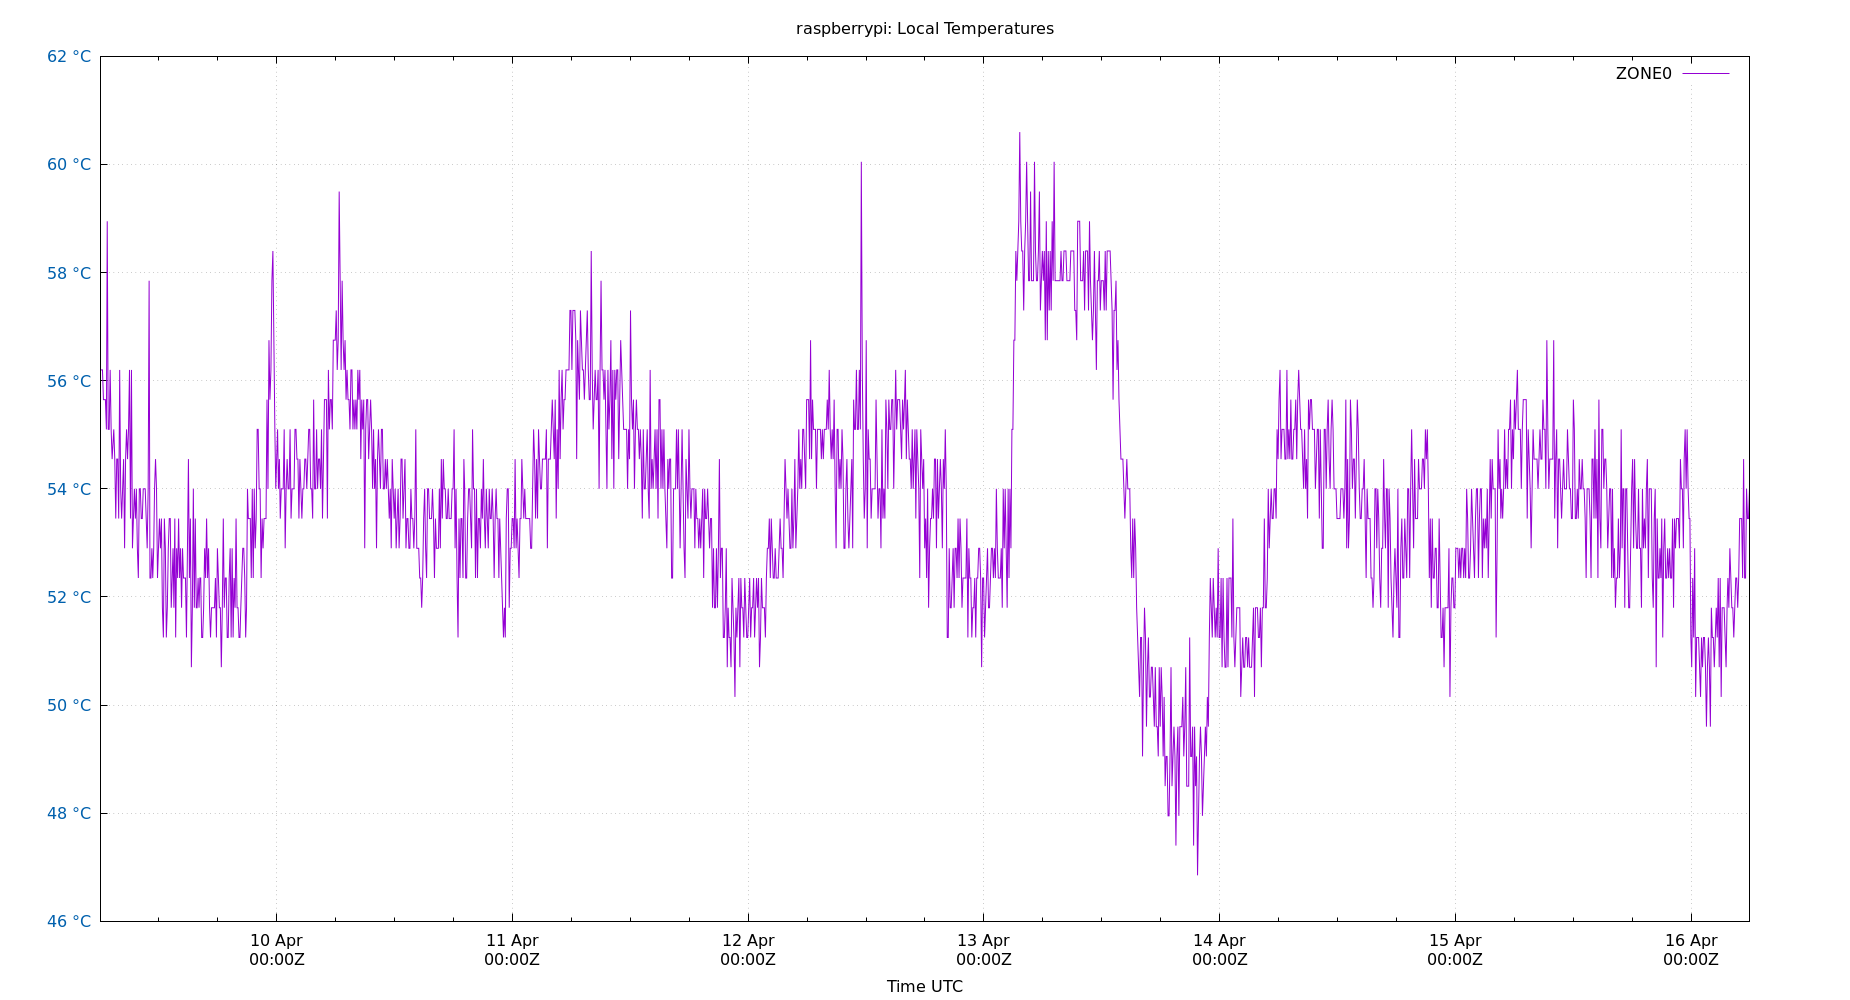 raspberrypi: Local Temperatures
ZONE0
62 °C
60 °C
58 °C
56 °C
54 °C
52 °C
50 °C
48 °C
46 °C
10 Apr 11 Apr 12 Apr 13 Apr 14 Apr 15 Apr 16 Apr
00:00Z 00:00Z 00:00Z 00:00Z 00:00Z 00:00Z 00:00Z
Time UTC